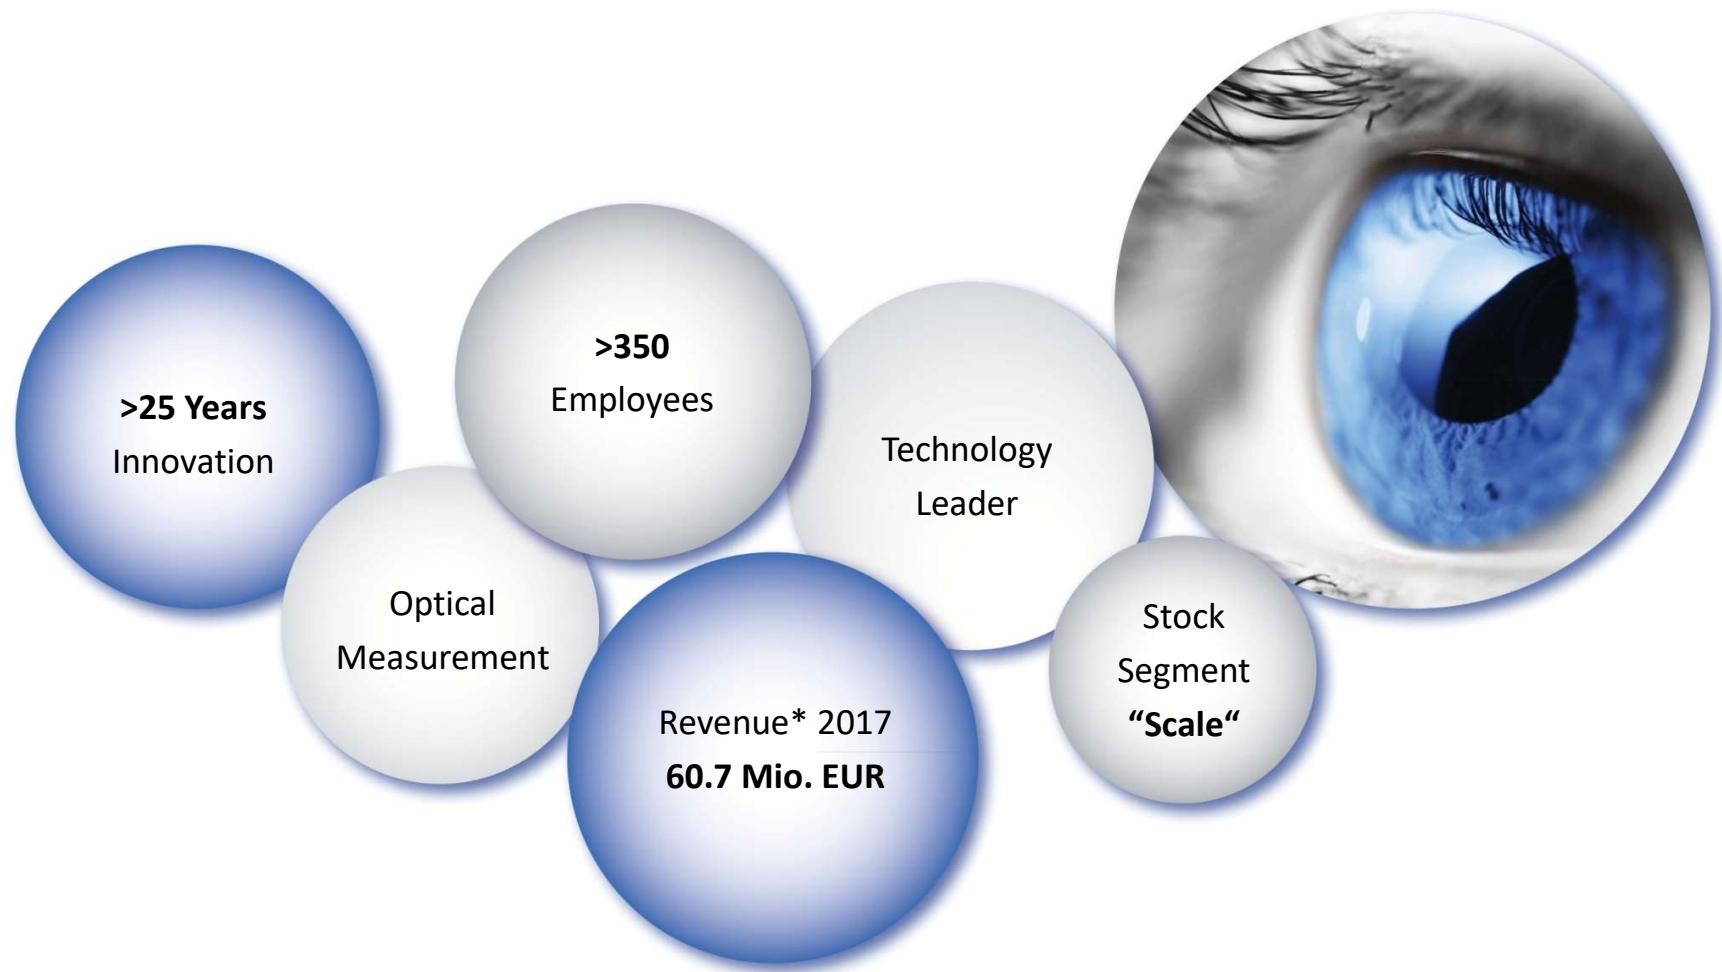 >25 Years
Innovation
Optical
Measurement
>350
Employees
Revenue* 2017
60.7 Mio. EUR
Technology
Leader
Stock
Segment
“Scale“